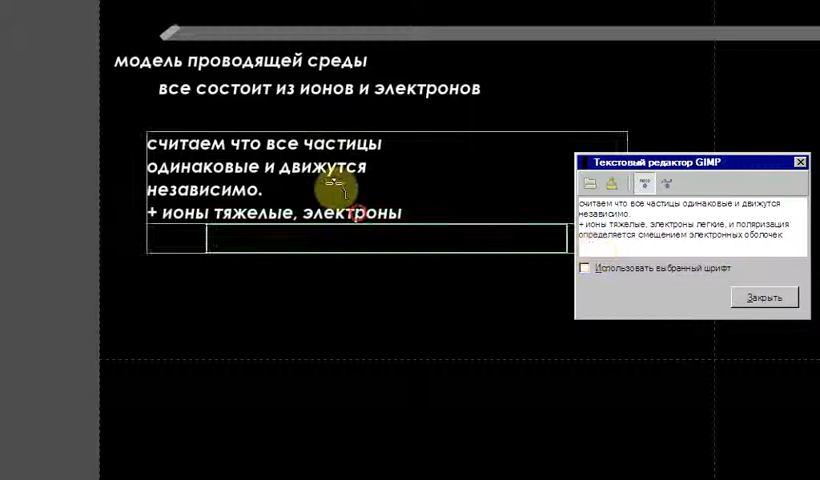 модель проводящей среды
все состоит из ионов и электронов
считаем что все частицы
одинаковые и движутся
независимо.
+ ионы тяжелые, электроны
Текстовый редактор GIMP
считаем что все частицы одинаковые и движутся
независимо.
+ ионы тяжелые, электроны легкие, и поляризация
определяется смещением электронных оболочек
Использовать выбранный шрифт
Закрыть